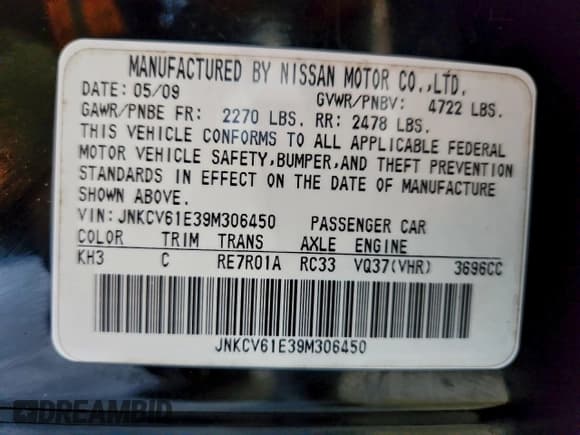 MANUFACTURED BY NISSAN MOTOR CO.,LTD.
DATE: 05/09 GVWR/PNBV: 4722 LBS.
GAWR/PNBE FR: 2270 LBS. RR: 2478 LBS.
THIS VEHICLE CONFORMS TO ALL APPLICABLE FEDERAL
MOTOR VEHICLE SAFETY,BUMPER,AND THEFT PREVENTION
STANDARDS IN EFFECT ON THE DATE OF MANUFACTURE
SHOWN ABOVE.
VIN: JNKCV61E39M306450 PASSENGER CAR
COLOR TRIM TRANS AXLE ENGINE
KH3 C RE7R01A RC33 VQ37(VHR) 3696CC
JNKCV61E39M306450
DREAMBID